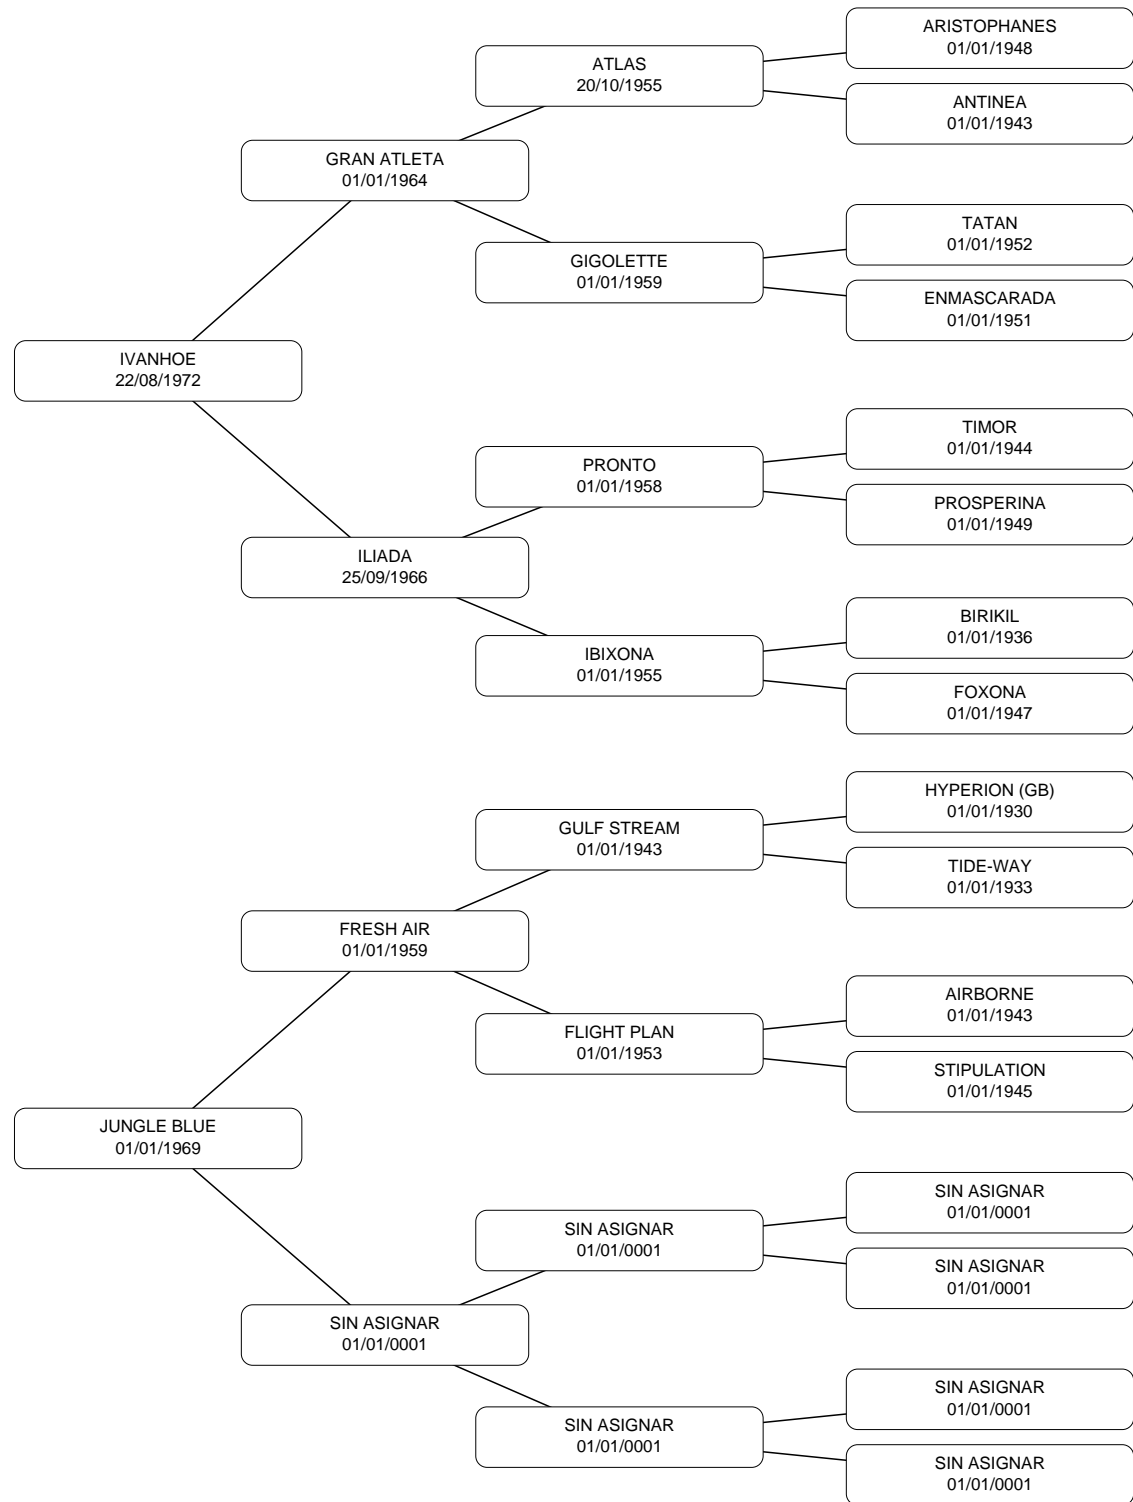 ARISTOPHANES
01/01/1948
ATLAS
20/10/1955
ANTINEA
01/01/1943
GRAN ATLETA
01/01/1964
TATAN
01/01/1952
GIGOLETTE
01/01/1959
ENMASCARADA
01/01/1951
IVANHOE
22/08/1972
TIMOR
01/01/1944
PRONTO
01/01/1958
PROSPERINA
01/01/1949
ILIADA
25/09/1966
BIRIKIL
01/01/1936
IBIXONA
01/01/1955
FOXONA
01/01/1947
HYPERION (GB)
01/01/1930
GULF STREAM
01/01/1943
TIDE-WAY
01/01/1933
FRESH AIR
01/01/1959
AIRBORNE
01/01/1943
FLIGHT PLAN
01/01/1953
STIPULATION
01/01/1945
JUNGLE BLUE
01/01/1969
SIN ASIGNAR
01/01/0001
SIN ASIGNAR
01/01/0001
SIN ASIGNAR
01/01/0001
SIN ASIGNAR
01/01/0001
SIN ASIGNAR
01/01/0001
SIN ASIGNAR
01/01/0001
SIN ASIGNAR
01/01/0001